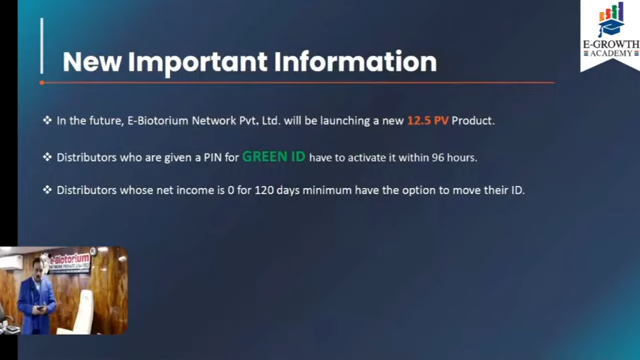 E-GROWTH
ACADEMY
New Important Information
❖ In the future, E-Biotorium Network Pvt. Ltd. will be launching a new 12.5 PV Product.
❖ Distributors who are given a PIN for GREEN ID have to activate it within 96 hours.
❖ Distributors whose net income is 0 for 120 days minimum have the option to move their ID.
e-Biotorium